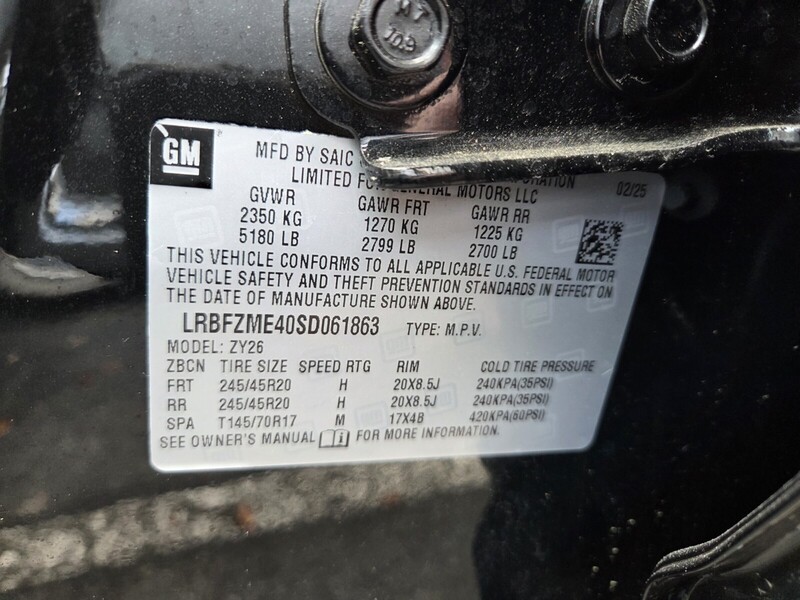 MT
10.9
GM
MFD BY SAIC
LIMITED FOR GENERAL MOTORS LLC
02/25
GVWR GAWR FRT GAWR RR
2350 KG 1270 KG 1225 KG
5180 LB 2799 LB 2700 LB
THIS VEHICLE CONFORMS TO ALL APPLICABLE U.S. FEDERAL MOTOR
VEHICLE SAFETY AND THEFT PREVENTION STANDARDS IN EFFECT ON
THE DATE OF MANUFACTURE SHOWN ABOVE.
LRBFZME40SD061863 TYPE: M.P.V.
MODEL: ZY26
ZBCN TIRE SIZE SPEED RTG RIM COLD TIRE PRESSURE
FRT 245/45R20 H 20X8.5J 240KPA(35PSI)
RR 245/45R20 H 20X8.5J 240KPA(35PSI)
SPA T145/70R17 M 17X4B 420KPA(60PSI)
SEE OWNER'S MANUAL FOR MORE INFORMATION.